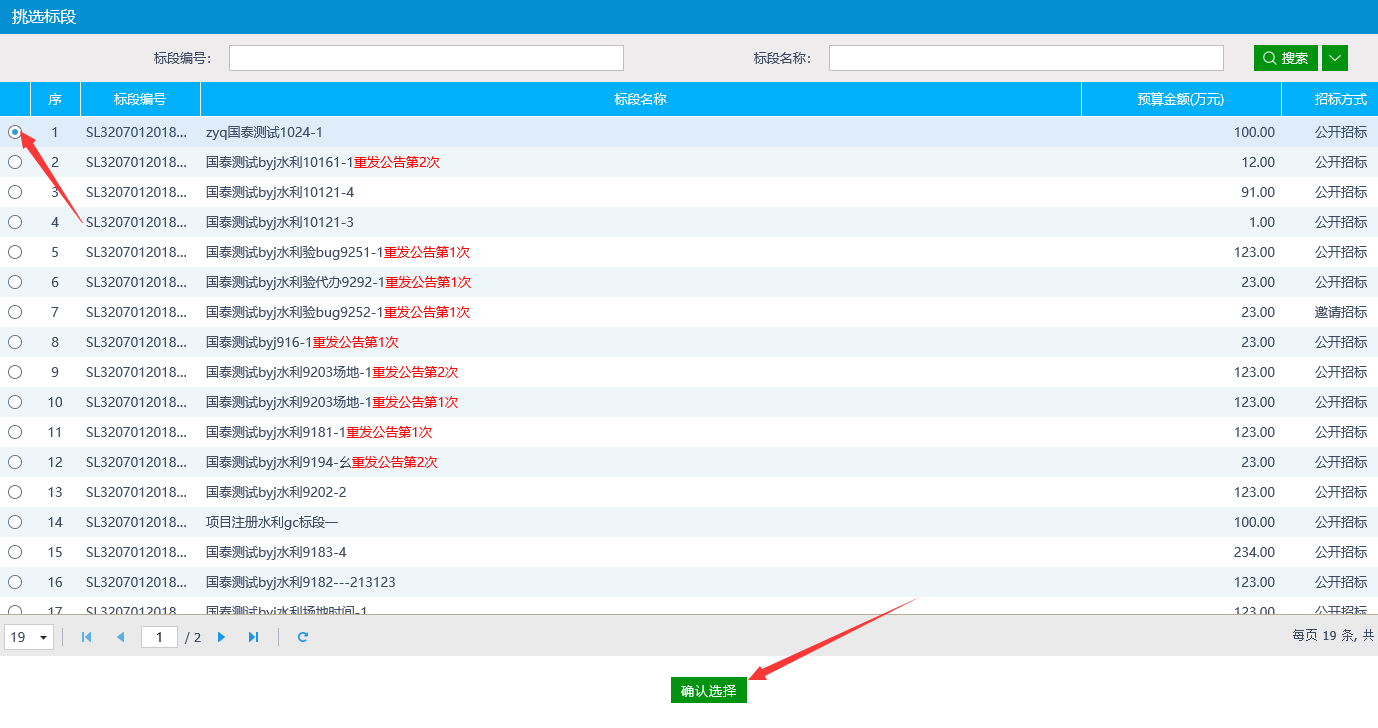 挑选标段
标段编号： 标段名称： 搜索
序 标段编号 标段名称 预算金额(万元) 招标方式
1 SL3207012018... zyq国泰测试1024-1 100.00 公开招标
2 SL3207012018... 国泰测试byj水利10161-1重发公告第2次 12.00 公开招标
3 SL3207012018... 国泰测试byj水利10121-4 91.00 公开招标
4 SL3207012018... 国泰测试byj水利10121-3 1.00 公开招标
5 SL3207012018... 国泰测试byj水利验bug9251-1重发公告第1次 123.00 公开招标
6 SL3207012018... 国泰测试byj水利验代办9292-1重发公告第1次 23.00 公开招标
7 SL3207012018... 国泰测试byj水利验bug9252-1重发公告第1次 23.00 邀请招标
8 SL3207012018... 国泰测试byj916-1重发公告第1次 23.00 公开招标
9 SL3207012018... 国泰测试byj水利9203场地-1重发公告第2次 123.00 公开招标
10 SL3207012018... 国泰测试byj水利9203场地-1重发公告第1次 123.00 公开招标
11 SL3207012018... 国泰测试byj水利9181-1重发公告第1次 123.00 公开招标
12 SL3207012018... 国泰测试byj水利9194-幺重发公告第2次 23.00 公开招标
13 SL3207012018... 国泰测试byj水利9202-2 123.00 公开招标
14 SL3207012018... 项目注册水利gc标段一 100.00 公开招标
15 SL3207012018... 国泰测试byj水利9183-4 234.00 公开招标
16 SL3207012018... 国泰测试byj水利9182---213123 123.00 公开招标
17 SL3207012018... 国泰测试byj水利场地时间-1 123.00 公开招标
19 1 / 2 每页 19 条, 共
确认选择